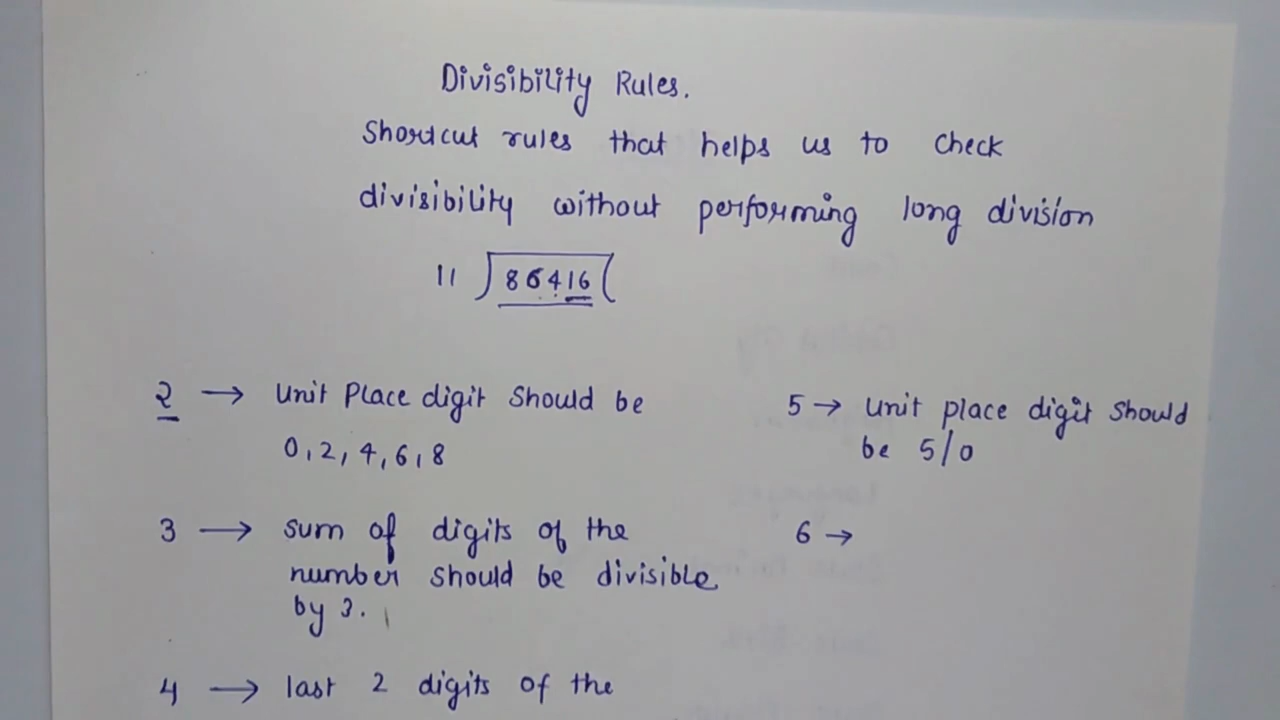 Divisibility Rules.
Shortcut rules that helps us to check
divisibility without performing long division
11 ) 86416 (
2 → Unit Place digit Should be
0, 2, 4, 6, 8
3 → sum of digits of the
number should be divisible
by 3.
4 → last 2 digits of the
5 → Unit place digit should
be 5/0
6 →